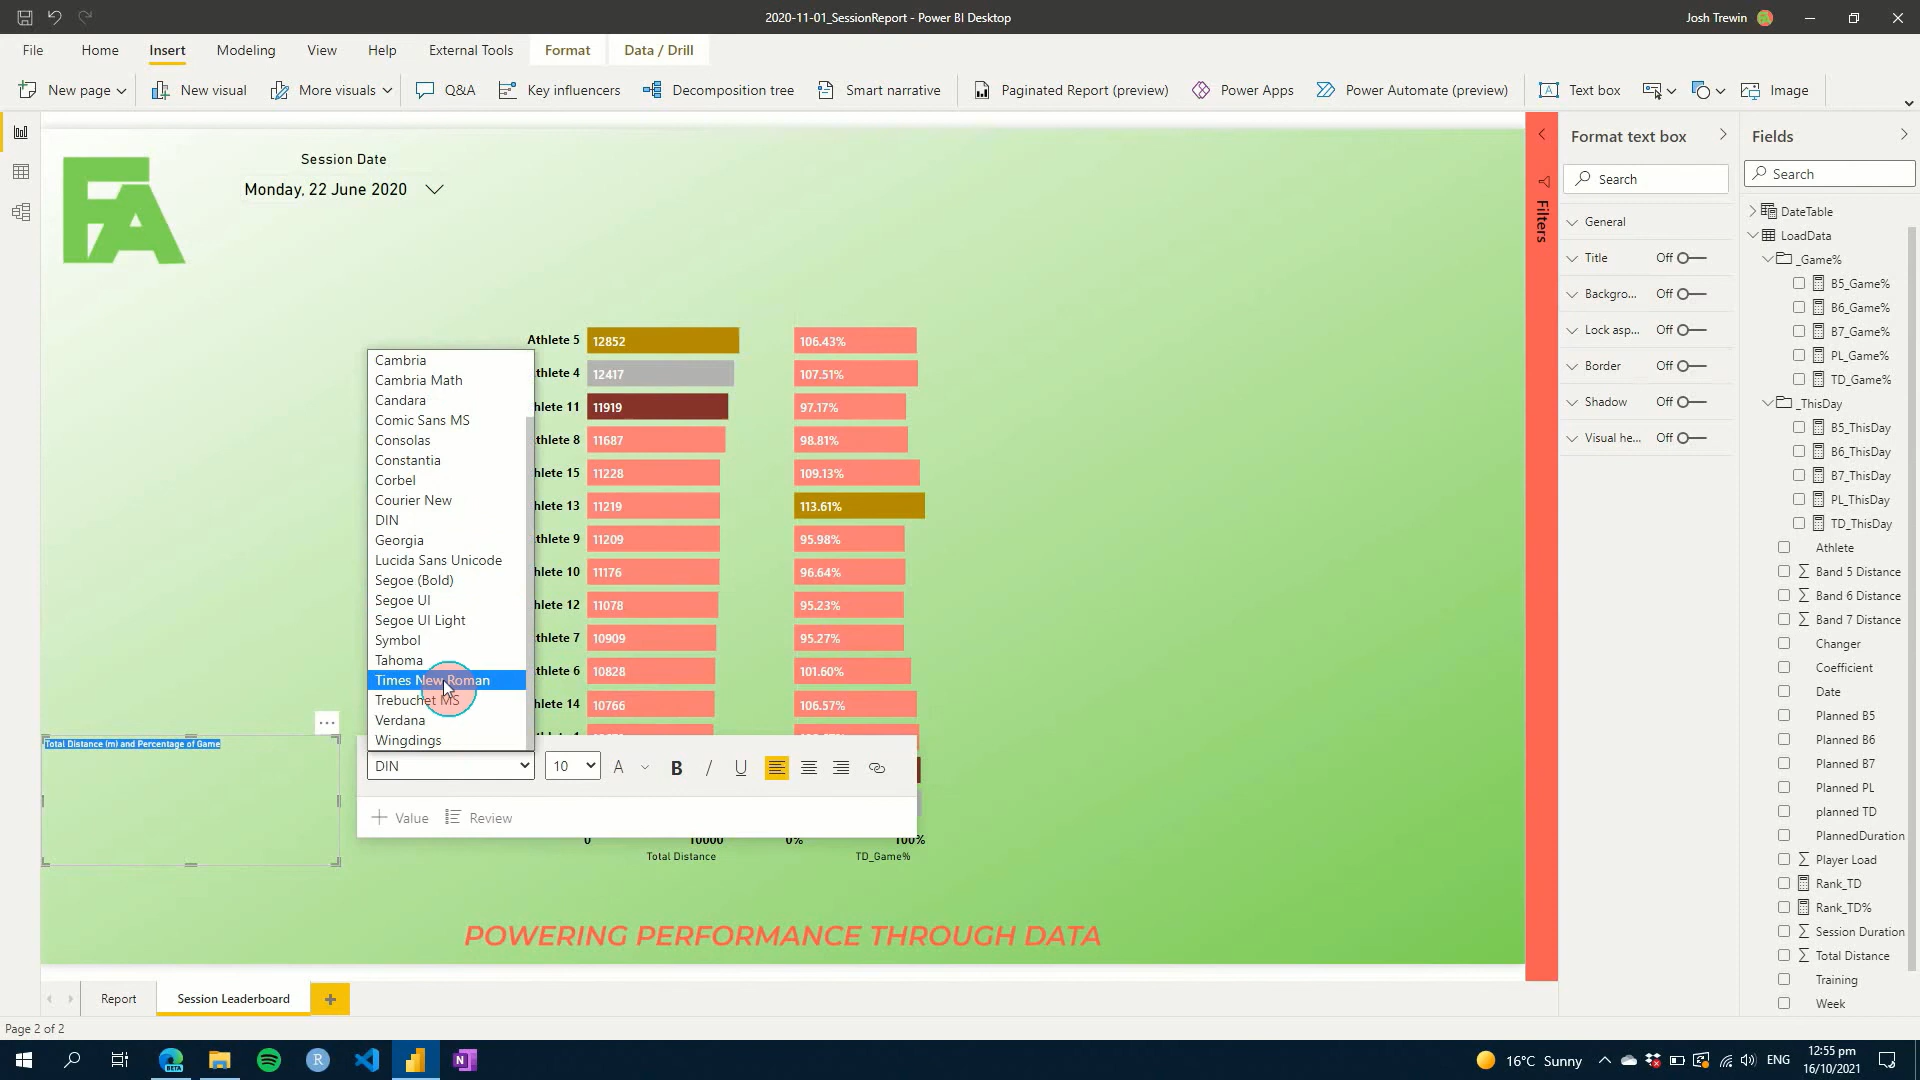 2020-11-01_SessionReport - Power BI Desktop
Josh Trewin
FA
File Home Insert Modeling View Help External Tools Format Data / Drill
New page New visual More visuals Q&A Key influencers Decomposition tree Smart narrative Paginated Report (preview) Power Apps Power Automate (preview) Text box Image
FA
Session Date
Monday, 22 June 2020
Athlete 5 12852 106.43%
thlete 4 12417 107.51%
hlete 11 11919 97.17%
thlete 8 11687 98.81%
hlete 15 11228 109.13%
hlete 13 11219 113.61%
thlete 9 11209 95.98%
hlete 10 11176 96.64%
hlete 12 11078 95.23%
thlete 7 10909 95.27%
thlete 6 10828 101.60%
hlete 14 10766 106.57%
0 10000 0% 100%
Total Distance TD_Game%
Cambria
Cambria Math
Candara
Comic Sans MS
Consolas
Constantia
Corbel
Courier New
DIN
Georgia
Lucida Sans Unicode
Segoe (Bold)
Segoe UI
Segoe UI Light
Symbol
Tahoma
Times New Roman
Trebuchet MS
Verdana
Wingdings
Total Distance (m) and Percentage of Game
DIN 10 A B / U
Value Review
POWERING PERFORMANCE THROUGH DATA
Filters
Format text box
Search
General
Title Off
Backgro... Off
Lock asp... Off
Border Off
Shadow Off
Visual he... Off
Fields
Search
DateTable
LoadData
_Game%
B5_Game%
B6_Game%
B7_Game%
PL_Game%
TD_Game%
_ThisDay
B5_ThisDay
B6_ThisDay
B7_ThisDay
PL_ThisDay
TD_ThisDay
Athlete
Band 5 Distance
Band 6 Distance
Band 7 Distance
Changer
Coefficient
Date
Planned B5
Planned B6
Planned B7
Planned PL
planned TD
PlannedDuration
Player Load
Rank_TD
Rank_TD%
Session Duration
Total Distance
Training
Week
Report Session Leaderboard
Page 2 of 2
BETA
R
N
16°C Sunny
ENG
12:55 pm
16/10/2021